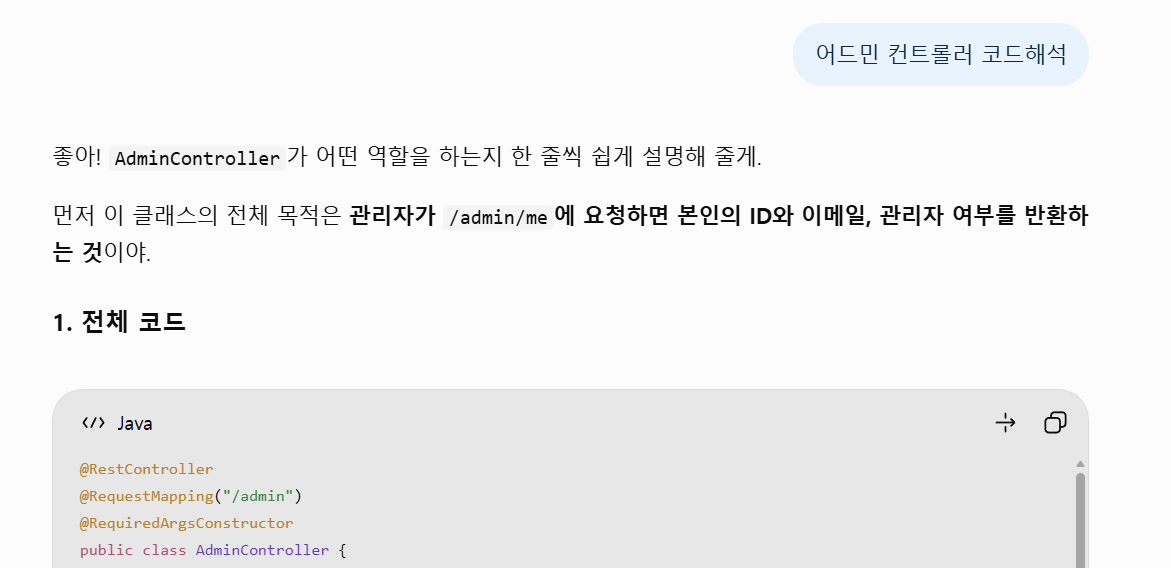 어드민 컨트롤러 코드해석
좋아! AdminController가 어떤 역할을 하는지 한 줄씩 쉽게 설명해 줄게.
먼저 이 클래스의 전체 목적은 관리자가 /admin/me에 요청하면 본인의 ID와 이메일, 관리자 여부를 반환하
는 것이야.
1. 전체 코드
</> Java
@RestController
@RequestMapping("/admin")
@RequiredArgsConstructor
public class AdminController {